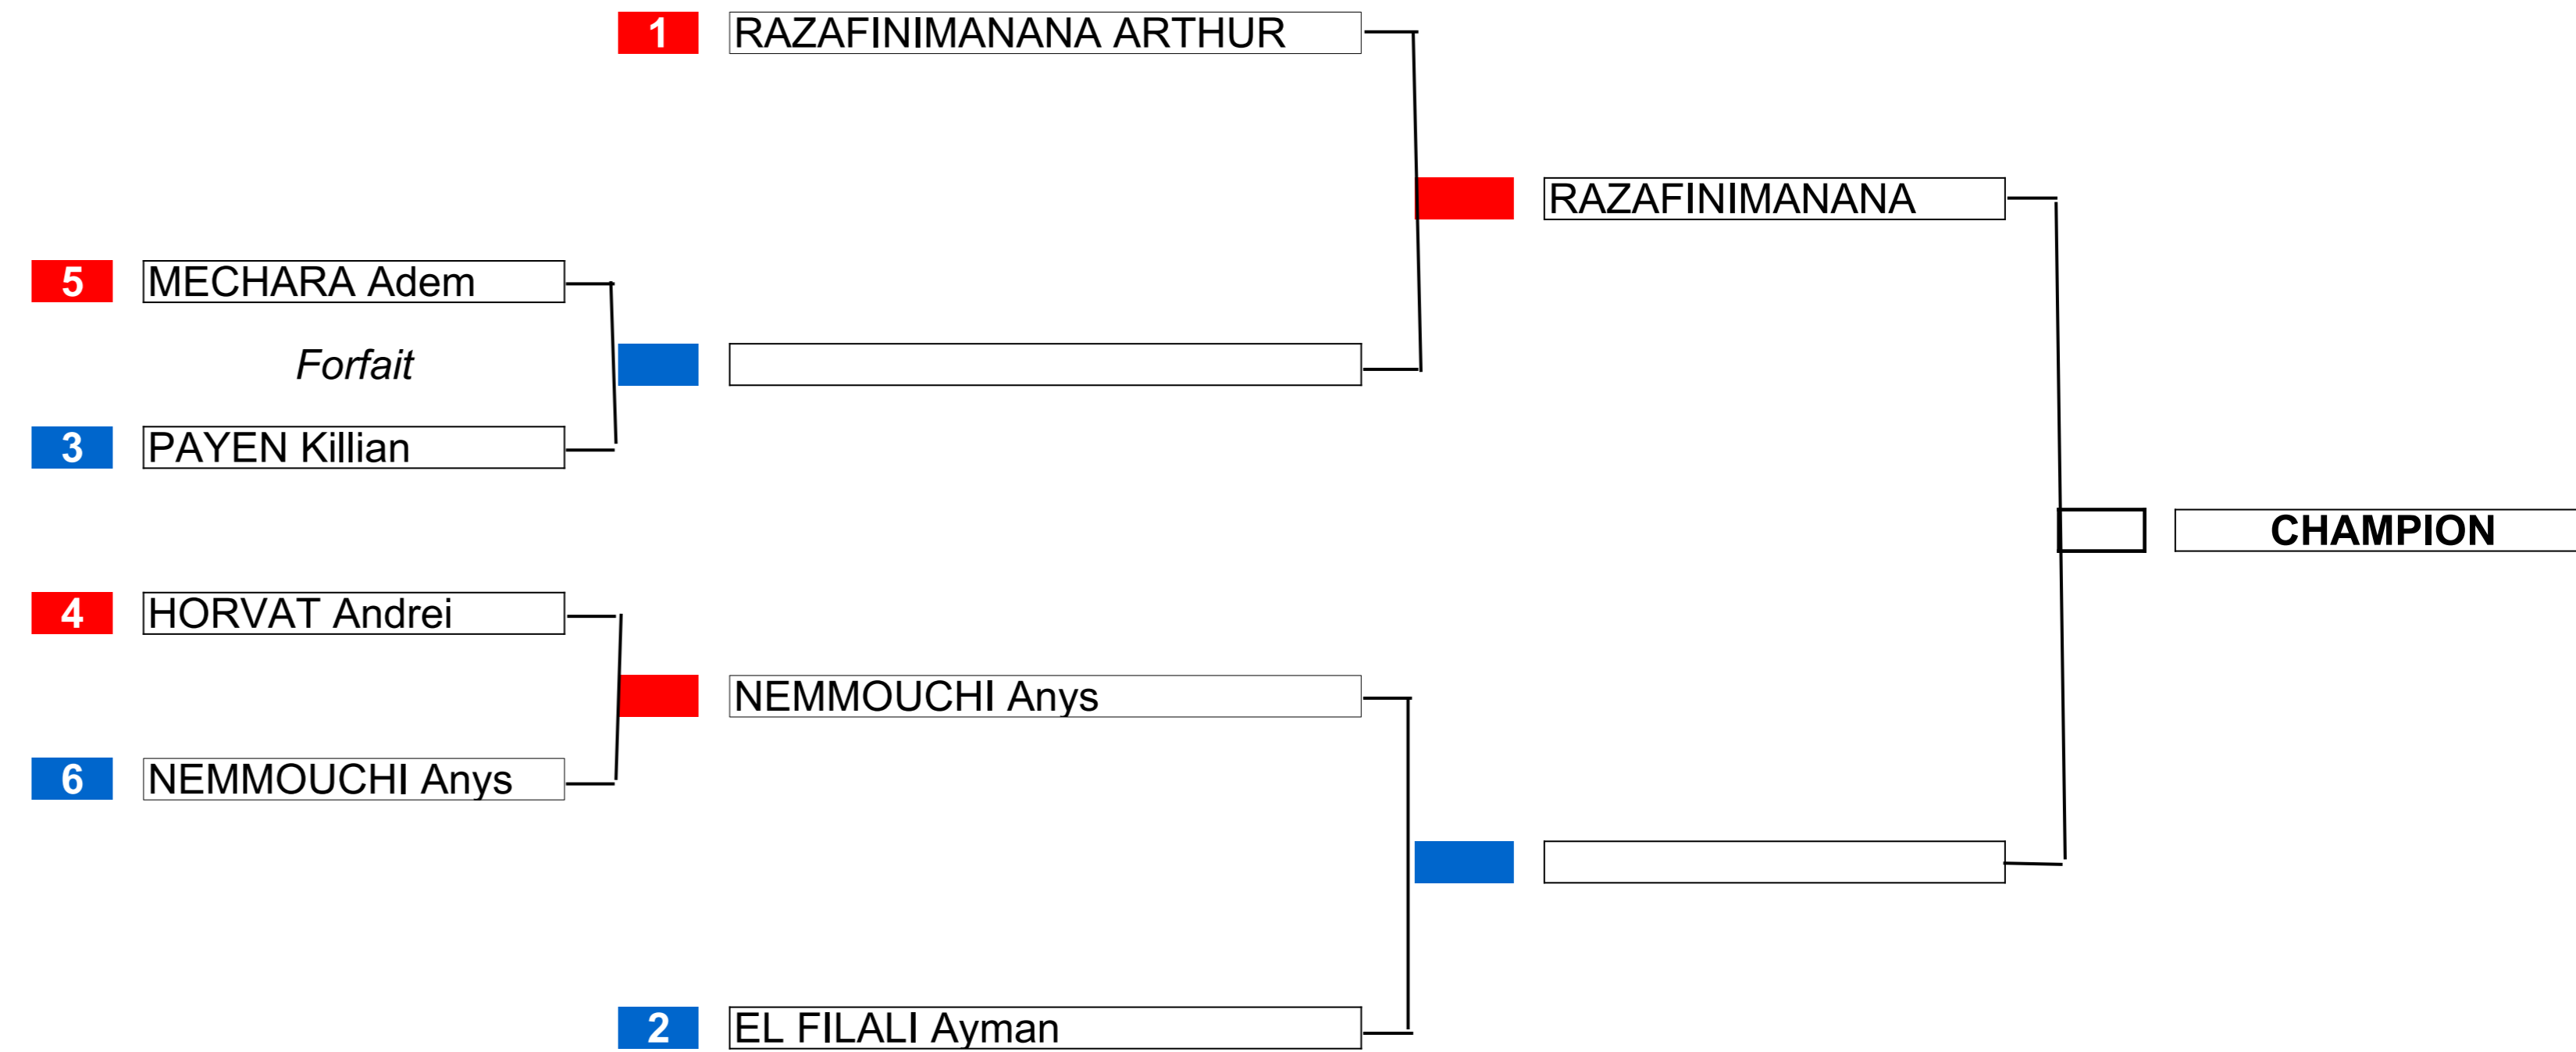 1 RAZAFINIMANANA ARTHUR
RAZAFINIMANANA
5 MECHARA Adem
Forfait
3 PAYEN Killian
CHAMPION
4 HORVAT Andrei
NEMMOUCHI Anys
6 NEMMOUCHI Anys
2 EL FILALI Ayman